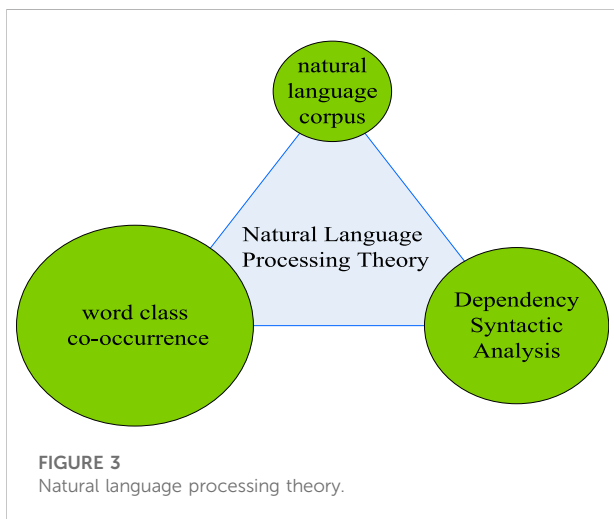 natural
language
corpus
Natural Language
Processing Theory
word class
co-occurrence
Dependency
Syntactic
Analysis
FIGURE 3
Natural language processing theory.